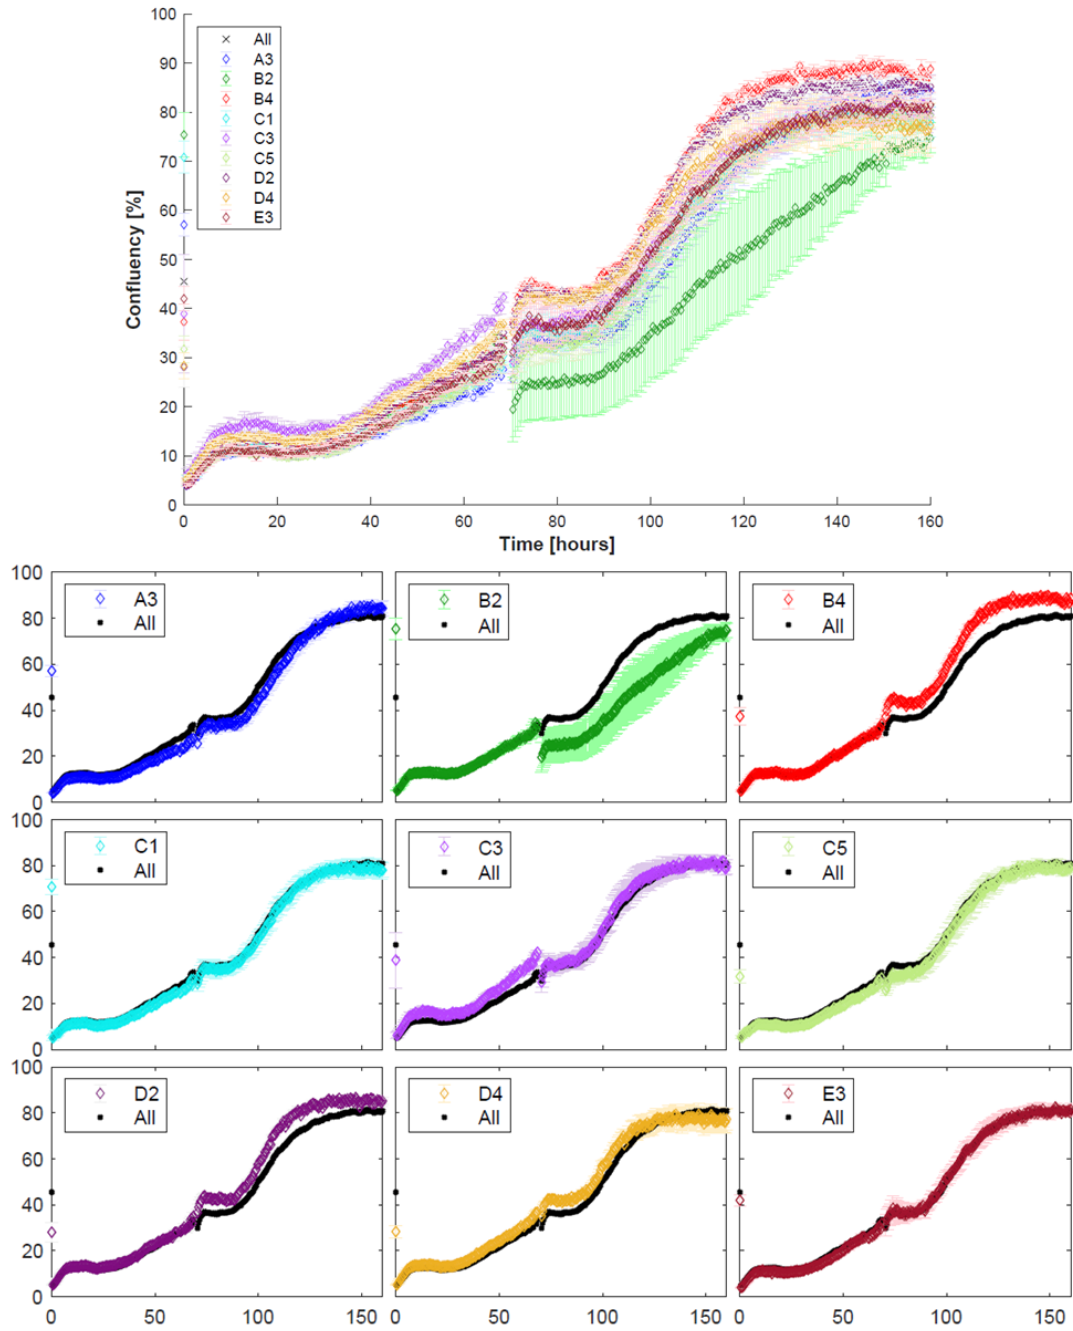 100
90
80
70
60
50
40
30
20
10
0
Confluency [%]
All
A3
B2
B4
C1
C3
C5
D2
D4
E3
0 20 40 60 80 100 120 140 160
Time [hours]
100
80
60
40
20
0
A3
All
B2
All
B4
All
100
80
60
40
20
0
C1
All
C3
All
C5
All
100
80
60
40
20
0
D2
All
D4
All
E3
All
0 50 100 150 0 50 100 150 0 50 100 150